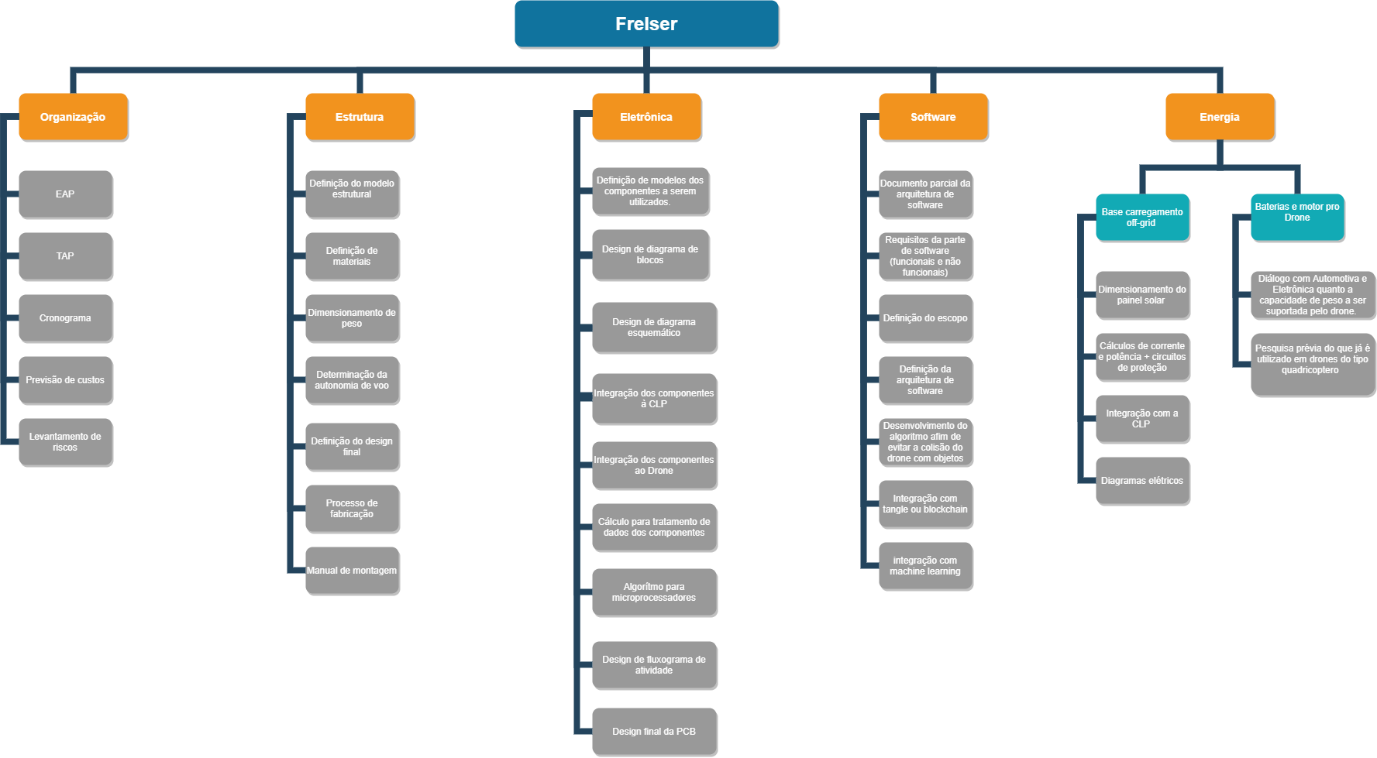 Frelser
Organização
EAP
TAP
Cronograma
Previsão de custos
Levantamento de
riscos
Estrutura
Definição do modelo
estrutural
Definição de
materiais
Dimensionamento de
peso
Determinação da
autonomia de voo
Definição do design
final
Processo de
fabricação
Manual de montagem
Eletrônica
Definição de modelos dos
componentes a serem
utilizados.
Design de diagrama de
blocos
Design de diagrama
esquemático
Integração dos componentes
á CLP
Integração dos componentes
ao Drone
Cálculo para tratamento de
dados dos componentes
Algorítmo para
microprocessadores
Design de fluxograma de
atividade
Design final da PCB
Software
Documento parcial da
arquitetura de
software
Requisitos da parte
de software
(funcionais e não
funcionais)
Definição do escopo
Definição da
arquitetura de
software
Desenvolvimento do
algoritmo afim de
evitar a colisão do
drone com objetos
Integração com
tangle ou blockchain
integração com
machine learning
Energia
Base carregamento
off-grid
Dimensionamento do
painel solar
Cálculos de corrente
e potência + circuitos
de proteção
Integração com a
CLP
Diagramas elétricos
Baterias e motor pro
Drone
Diálogo com Automotiva e
Eletrônica quanto a
capacidade de peso a ser
suportada pelo drone.
Pesquisa prévia do que já é
utilizado em drones do tipo
quadricoptero